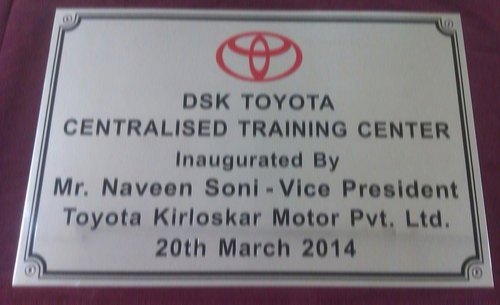 DSK TOYOTA
CENTRALISED TRAINING CENTER
Inaugurated By
Mr. Naveen Soni - Vice President
Toyota Kirloskar Motor Pvt. Ltd.
20th March 2014